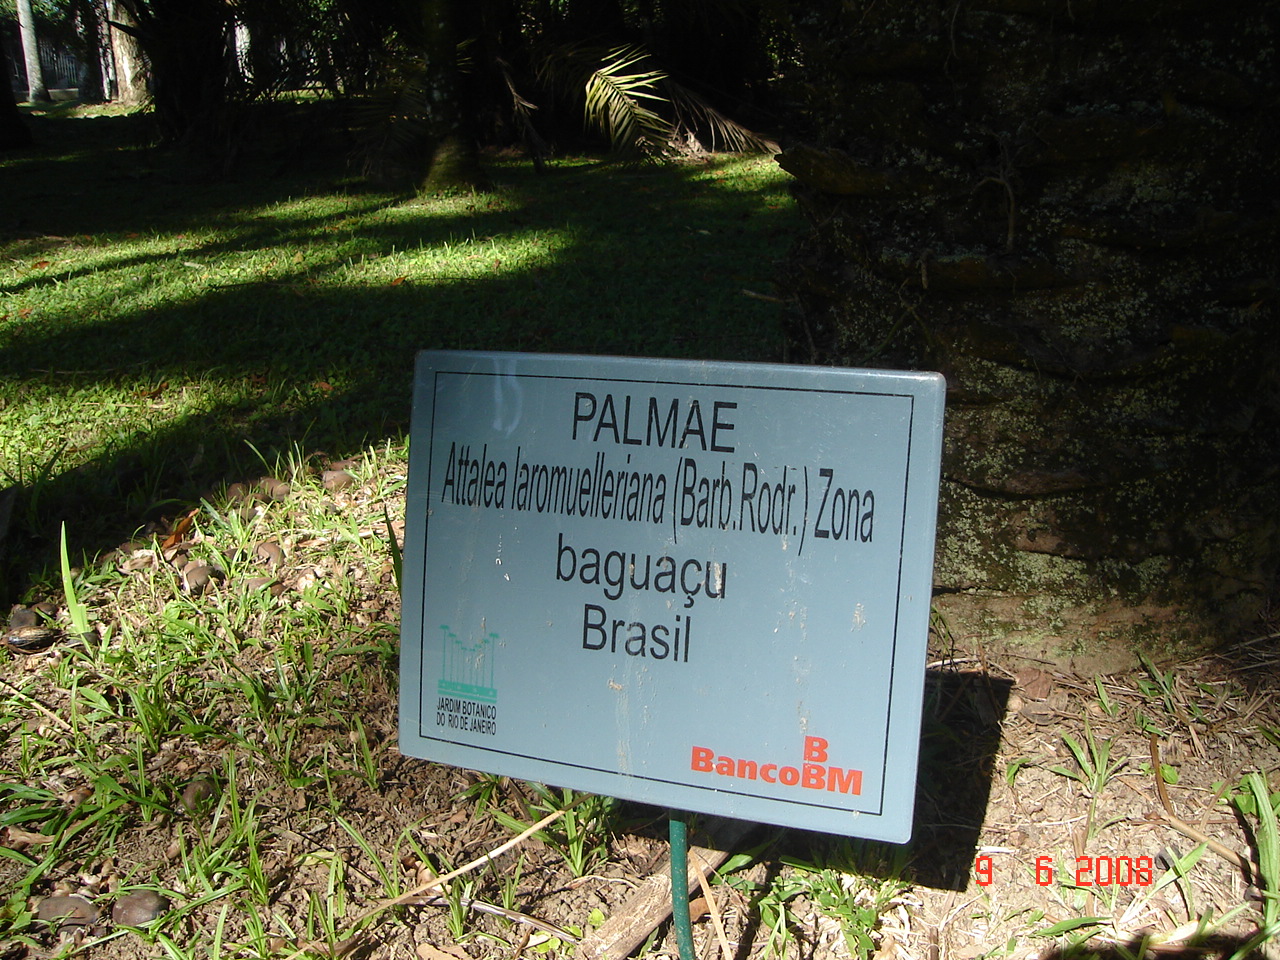 PALMAE
Attalea laromuelleriana (Barb.Rodr.) Zona
baguaçu
Brasil
JARDIM BOTANICO
DO RIO DE JANEIRO
B
BancoBM
9 6 2008